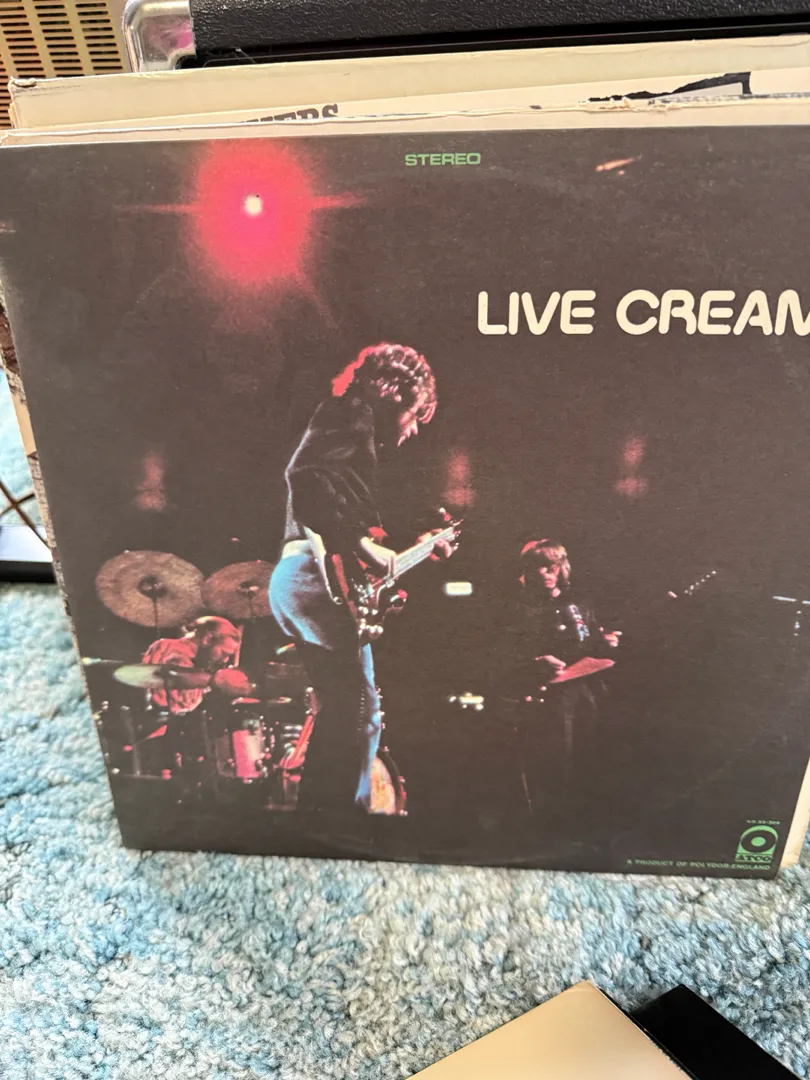 STEREO
LIVE CREAM
ATCO
A PRODUCT OF POLYDOR-ENGLAND